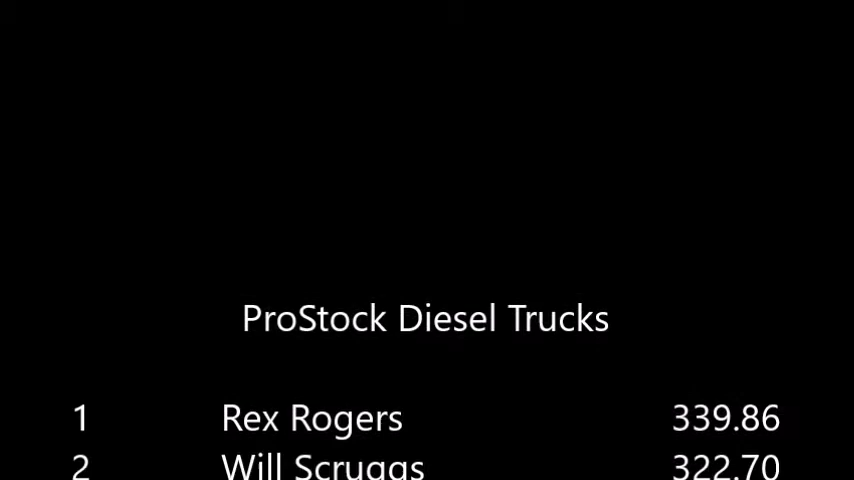 ProStock Diesel Trucks
1 Rex Rogers 339.86
2 Will Scruggs 322.70